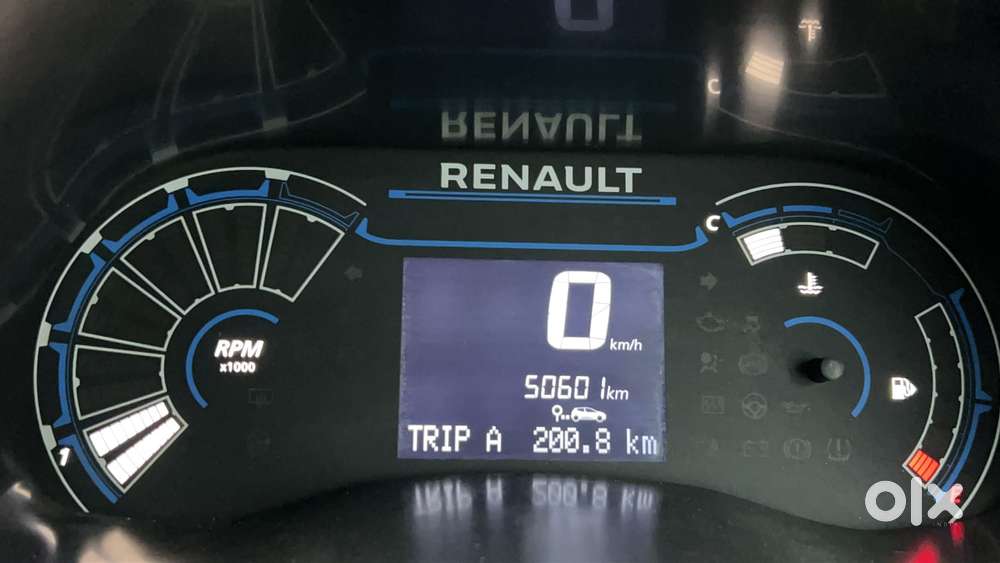 RENAULT
C
0 km/h
RPM
x1000
50601km
1
TRIP A 200.8 km
olx